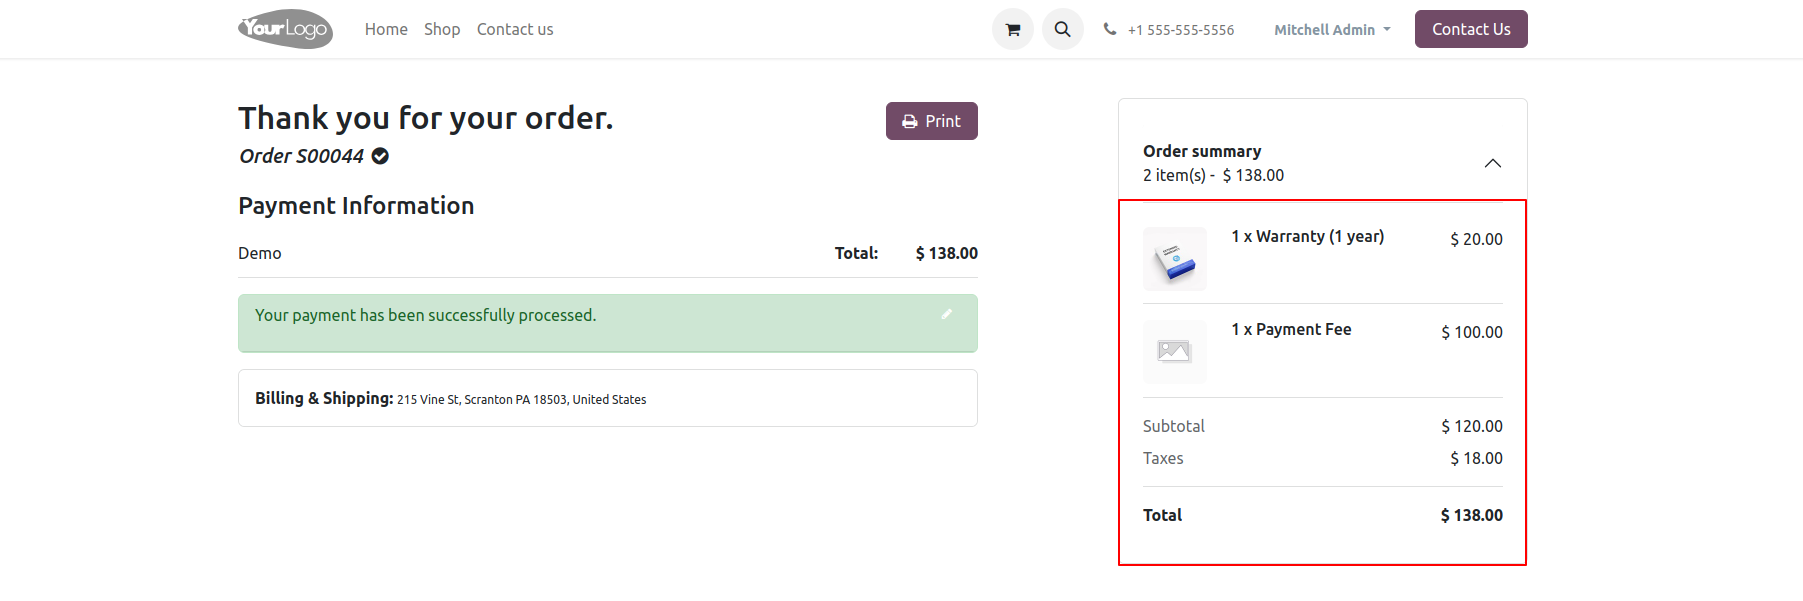 YourLogo
Home Shop Contact us
+1 555-555-5556
Mitchell Admin
Contact Us
Thank you for your order.
Print
Order S00044
Payment Information
Demo Total: $ 138.00
Your payment has been successfully processed.
Billing & Shipping: 215 Vine St, Scranton PA 18503, United States
Order summary
2 item(s) - $ 138.00
1 x Warranty (1 year) $ 20.00
1 x Payment Fee $ 100.00
Subtotal $ 120.00
Taxes $ 18.00
Total $ 138.00